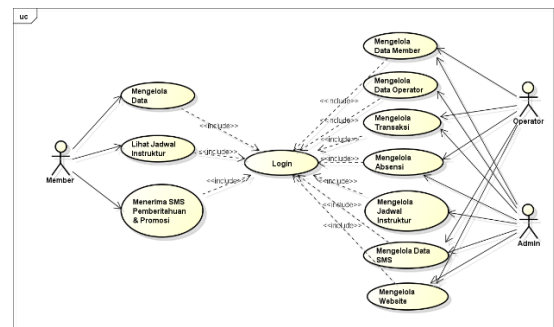 uc
Mengelola
Data
Lihat Jadwal
Instruktur
Menerima SMS
Pemberitahuan
& Promosi
Member
<<include>>
<<include>>
<<include>>
Login
<<include>>
<<include>>
<<include>>
<<include>>
<<include>>
<<include>>
<<include>>
Mengelola
Data Member
Mengelola
Data Operator
Mengelola
Transaksi
Mengelola
Absensi
Mengelola
Jadwal
Instruktur
Mengelola Data
SMS
Mengelola
Website
Operator
Admin